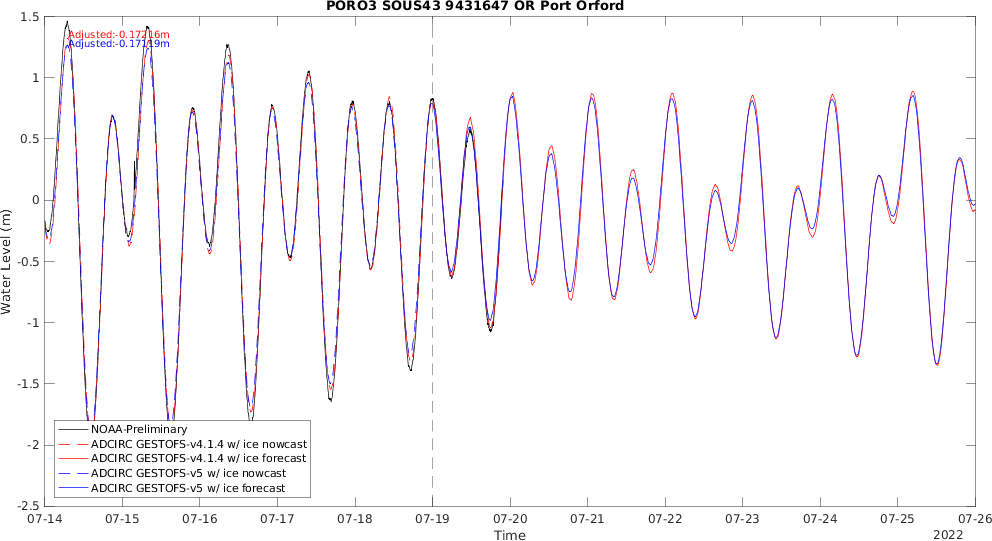 PORO3 SOUS43 9431647 OR Port Orford
Adjusted:-0.17216m
Adjusted:-0.17119m
1.5
1
0.5
0
-0.5
-1
-1.5
-2
-2.5
Water Level (m)
NOAA-Preliminary
ADCIRC GESTOFS-v4.1.4 w/ ice nowcast
ADCIRC GESTOFS-v4.1.4 w/ ice forecast
ADCIRC GESTOFS-v5 w/ ice nowcast
ADCIRC GESTOFS-v5 w/ ice forecast
07-14 07-15 07-16 07-17 07-18 07-19 07-20 07-21 07-22 07-23 07-24 07-25 07-26
Time
2022